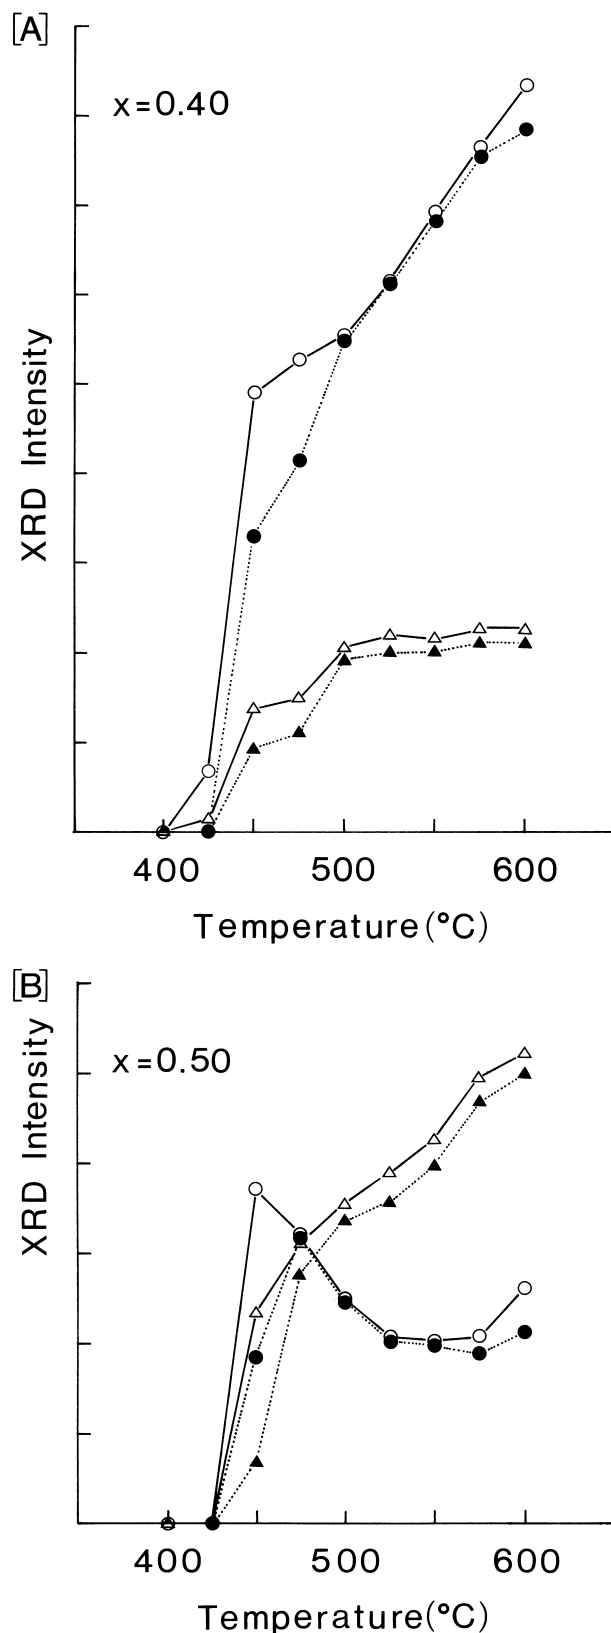 [A]
x=0.40
XRD Intensity
400 500 600
Temperature(°C)
[B]
x=0.50
XRD Intensity
400 500 600
Temperature(°C)